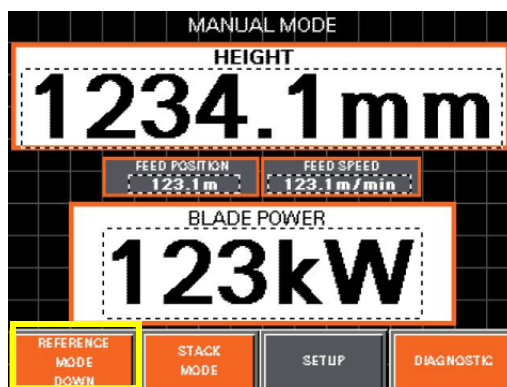 MANUAL MODE
HEIGHT
1234.1mm
FEED POSITION
123.1m
FEED SPEED
123.1m/min
BLADE POWER
123kW
REFERENCE
MODE
DOWN
STACK
MODE
SETUP
DIAGNOSTIC